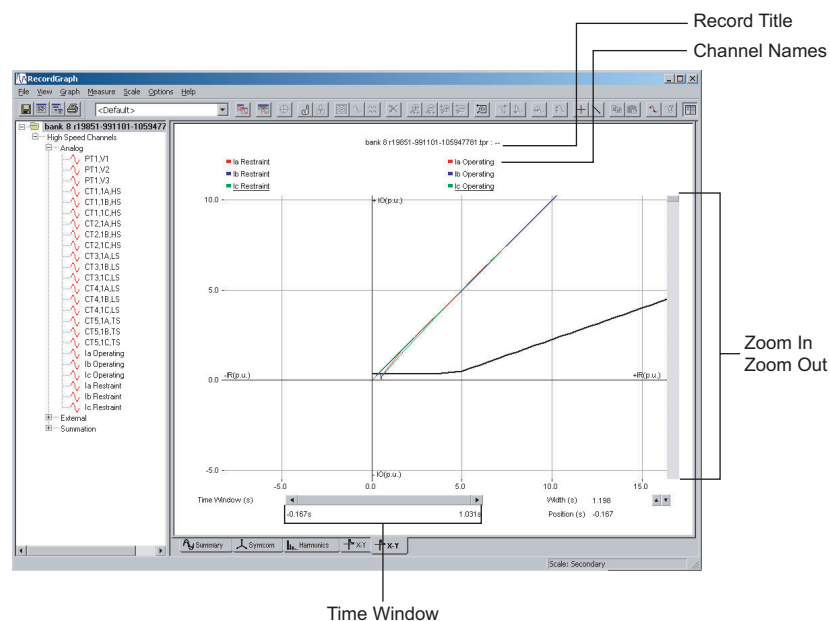 Record Title
Channel Names
RecordGraph
File View Graph Measure Scale Options Help
<Default>
bank 8 r19851-991101-1059477
High Speed Channels
Analog
PT1,V1
PT1,V2
PT1,V3
CT1,1A,HS
CT1,1B,HS
CT1,1C,HS
CT2,1A,HS
CT2,1B,HS
CT2,1C,HS
CT3,1A,LS
CT3,1B,LS
CT3,1C,LS
CT4,1A,LS
CT4,1B,LS
CT4,1C,LS
CT5,1A,TS
CT5,1B,TS
CT5,1C,TS
Ia Operating
Ib Operating
Ic Operating
Ia Restraint
Ib Restraint
Ic Restraint
External
Summation
bank 8 r19851-991101-105947781.tpr : --
Ia Restraint
Ib Restraint
Ic Restraint
Ia Operating
Ib Operating
Ic Operating
10.0
+ IO(p.u.)
5.0
0.0
-IR(p.u.)
+IR(p.u.)
-5.0
- IO(p.u.)
-5.0 0.0 5.0 10.0 15.0
Time Window (s)
-0.167s 1.031s
Width (s) 1.198
Position (s) -0.167
Summary Symcom Harmonics X-Y X-Y
Scale: Secondary
Zoom In
Zoom Out
Time Window